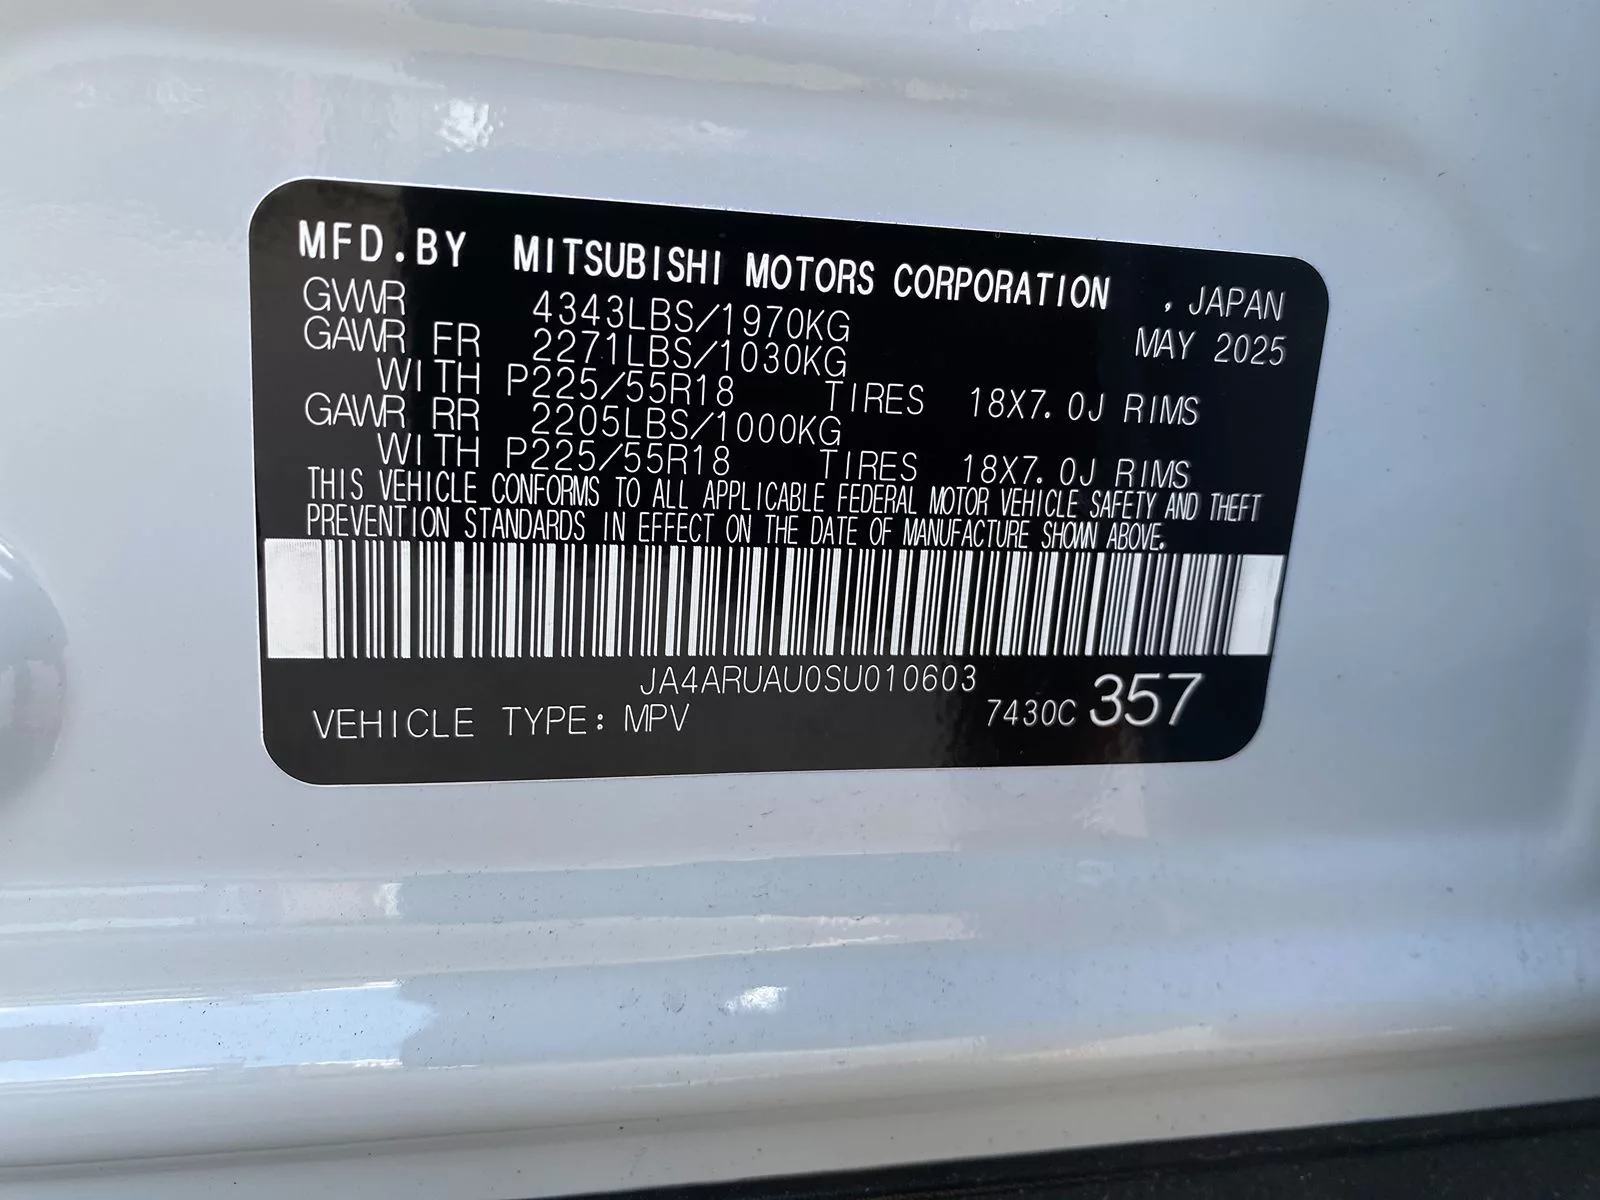 MFD.BY MITSUBISHI MOTORS CORPORATION , JAPAN
GVWR 4343LBS/1970KG MAY 2025
GAWR FR 2271LBS/1030KG
WITH P225/55R18 TIRES 18X7.0J RIMS
GAWR RR 2205LBS/1000KG
WITH P225/55R18 TIRES 18X7.0J RIMS
THIS VEHICLE CONFORMS TO ALL APPLICABLE FEDERAL MOTOR VEHICLE SAFETY AND THEFT
PREVENTION STANDARDS IN EFFECT ON THE DATE OF MANUFACTURE SHOWN ABOVE.
JA4ARUAU0SU010603
VEHICLE TYPE: MPV 7430C 357